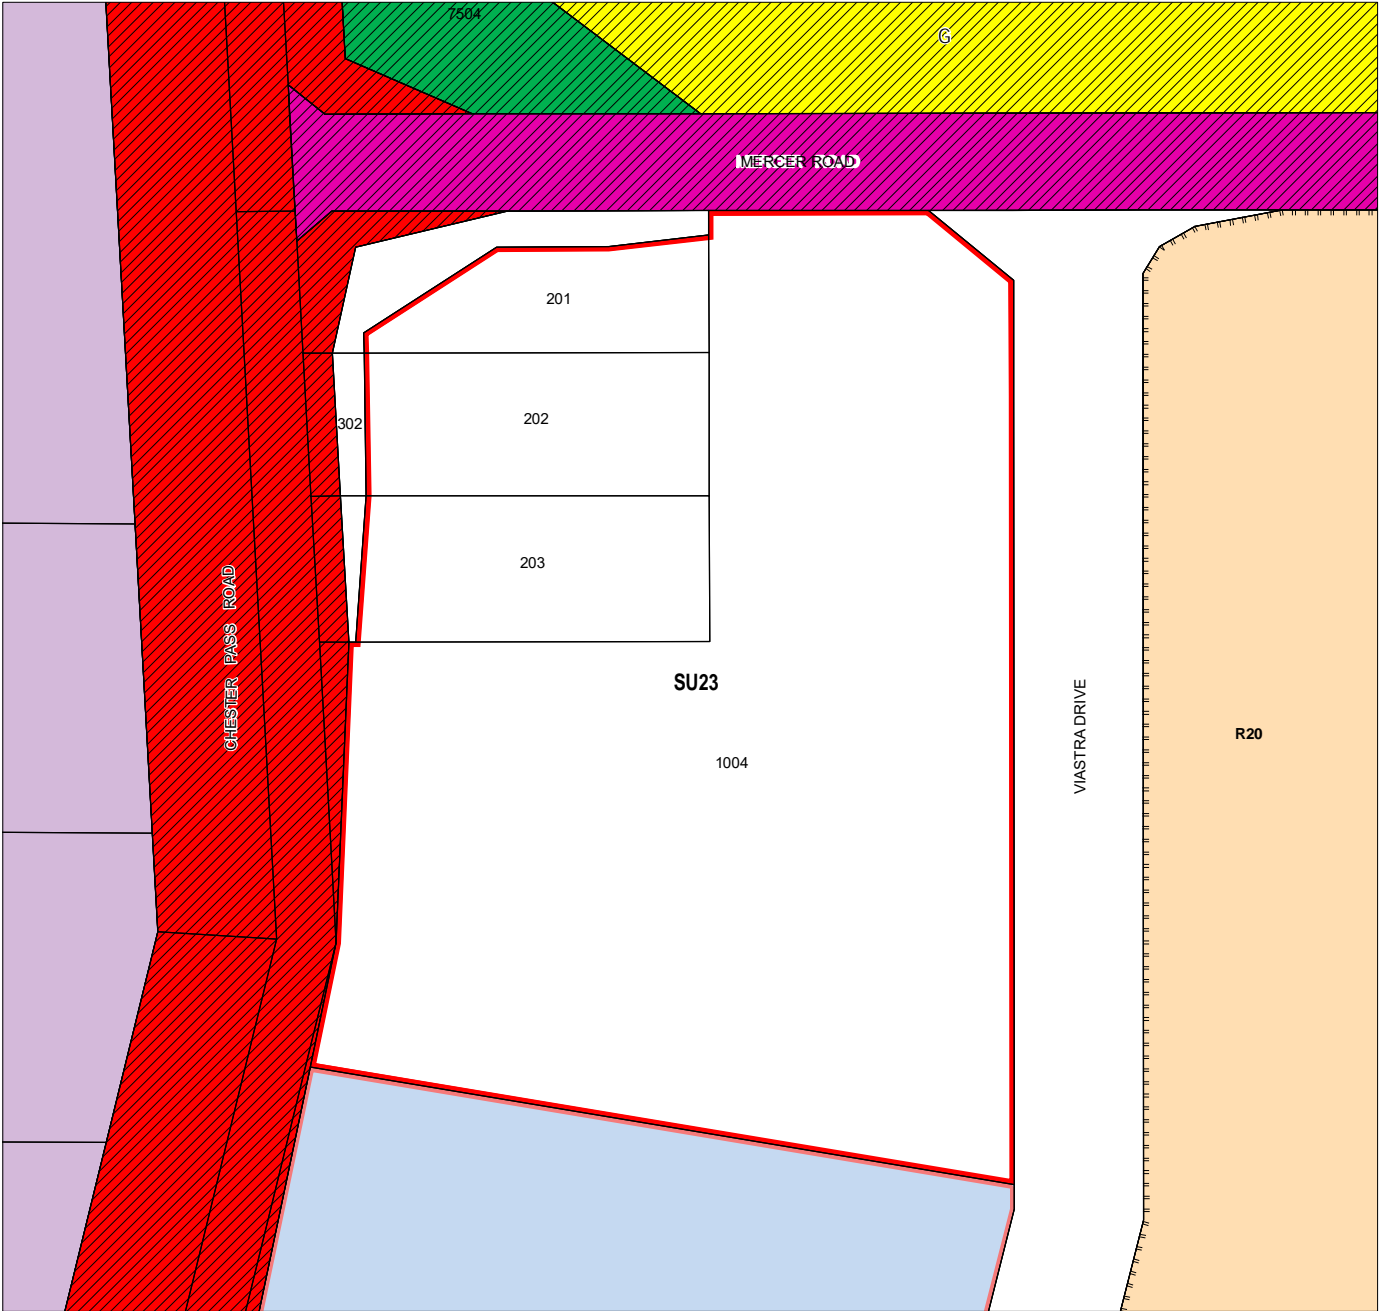 7504
G
MERCER ROAD
201
302
202
203
CHESTER PASS ROAD
SU23
1004
VIASTRA DRIVE
R20